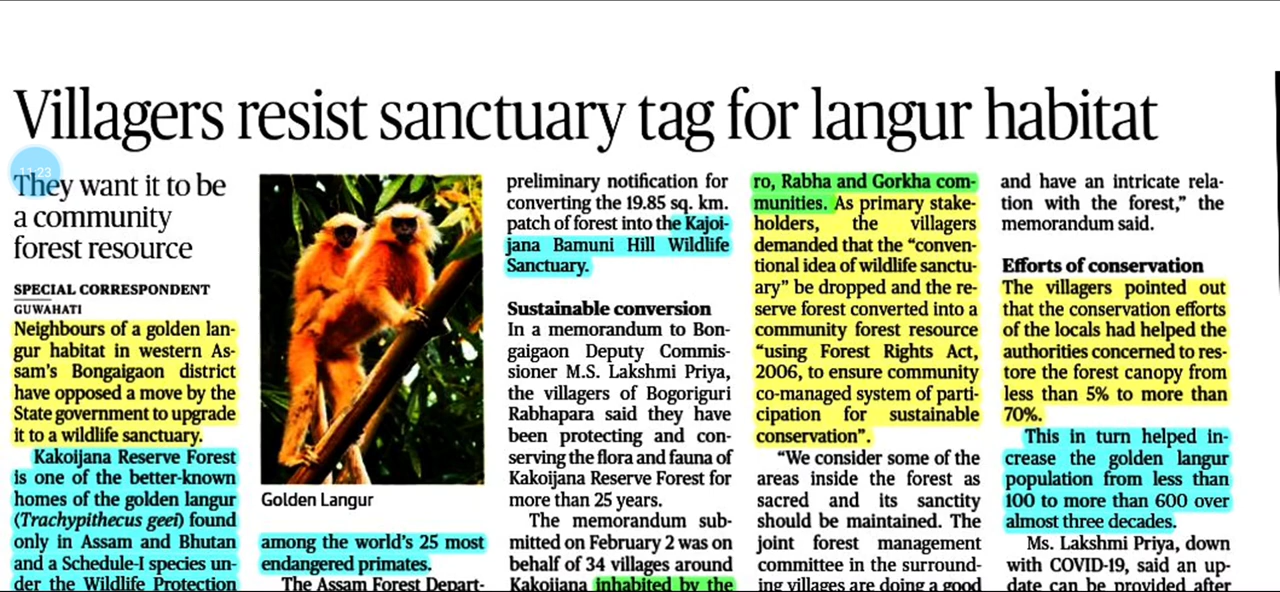 Villagers resist sanctuary tag for langur habitat
11:23
They want it to be
a community
forest resource
SPECIAL CORRESPONDENT
GUWAHATI
Neighbours of a golden lan-
gur habitat in western As-
sam's Bongaigaon district
have opposed a move by the
State government to upgrade
it to a wildlife sanctuary.
Kakoijana Reserve Forest
is one of the better-known
homes of the golden langur
(Trachypithecus geei) found
only in Assam and Bhutan
and a Schedule-I species un-
der the Wildlife Protection
Golden Langur
among the world's 25 most
endangered primates.
The Assam Forest Depart-
preliminary notification for
converting the 19.85 sq. km.
patch of forest into the Kajoi-
jana Bamuni Hill Wildlife
Sanctuary.
Sustainable conversion
In a memorandum to Bon-
gaigaon Deputy Commis-
sioner M.S. Lakshmi Priya,
the villagers of Bogoriguri
Rabhapara said they have
been protecting and con-
serving the flora and fauna of
Kakoijana Reserve Forest for
more than 25 years.
The memorandum sub-
mitted on February 2 was on
behalf of 34 villages around
Kakoijana inhabited by the
ro, Rabha and Gorkha com-
munities. As primary stake-
holders, the villagers
demanded that the “conven-
tional idea of wildlife sanctu-
ary” be dropped and the re-
serve forest converted into a
community forest resource
“using Forest Rights Act,
2006, to ensure community
co-managed system of parti-
cipation for sustainable
conservation”.
“We consider some of the
areas inside the forest as
sacred and its sanctity
should be maintained. The
joint forest management
committee in the surround-
ing villages are doing a good
and have an intricate rela-
tion with the forest,” the
memorandum said.
Efforts of conservation
The villagers pointed out
that the conservation efforts
of the locals had helped the
authorities concerned to res-
tore the forest canopy from
less than 5% to more than
70%.
This in turn helped in-
crease the golden langur
population from less than
100 to more than 600 over
almost three decades.
Ms. Lakshmi Priya, down
with COVID-19, said an up-
date can be provided after